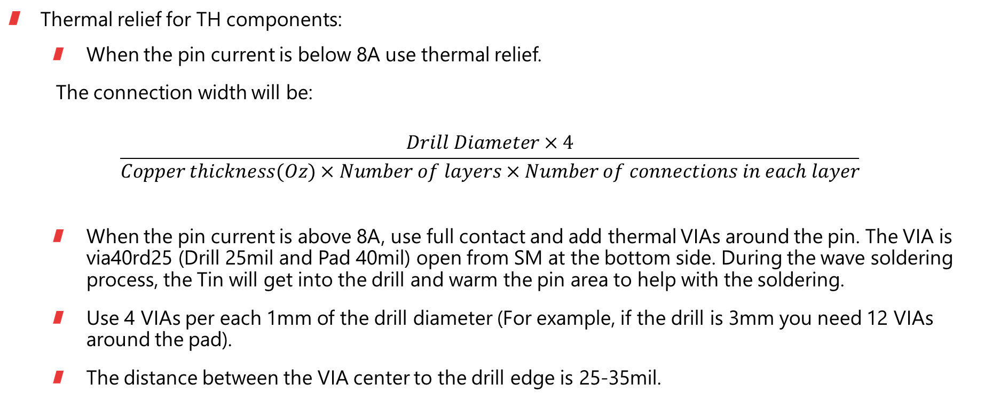 Thermal relief for TH components:
When the pin current is below 8A use thermal relief.
The connection width will be:
Drill Diameter × 4
Copper thickness(Oz) × Number of layers × Number of connections in each layer
When the pin current is above 8A, use full contact and add thermal VIAs around the pin. The VIA is
via40rd25 (Drill 25mil and Pad 40mil) open from SM at the bottom side. During the wave soldering
process, the Tin will get into the drill and warm the pin area to help with the soldering.
Use 4 VIAs per each 1mm of the drill diameter (For example, if the drill is 3mm you need 12 VIAs
around the pad).
The distance between the VIA center to the drill edge is 25-35mil.